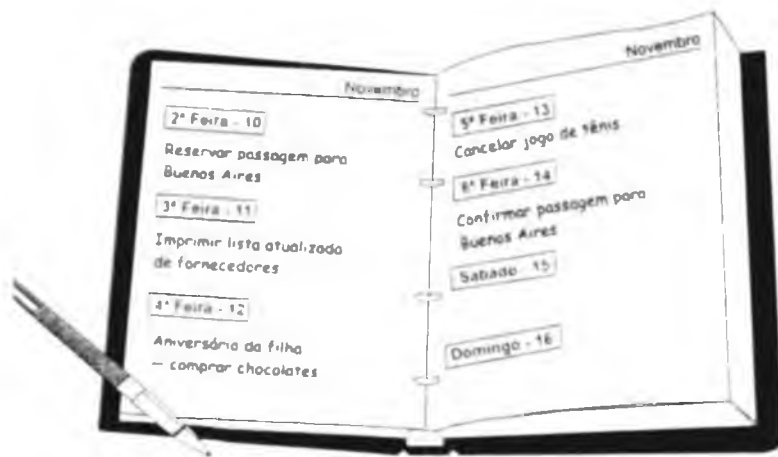 Novembro
2ª Feira - 10
Reservar passagem para
Buenos Aires
3ª Feira - 11
Imprimir lista atualizada
de fornecedores
4ª Feira - 12
Aniversário da filha
— comprar chocolates
Novembro
5ª Feira - 13
Cancelar jogo de tênis
6ª Feira - 14
Confirmar passagem para
Buenos Aires
Sábado - 15
Domingo - 16